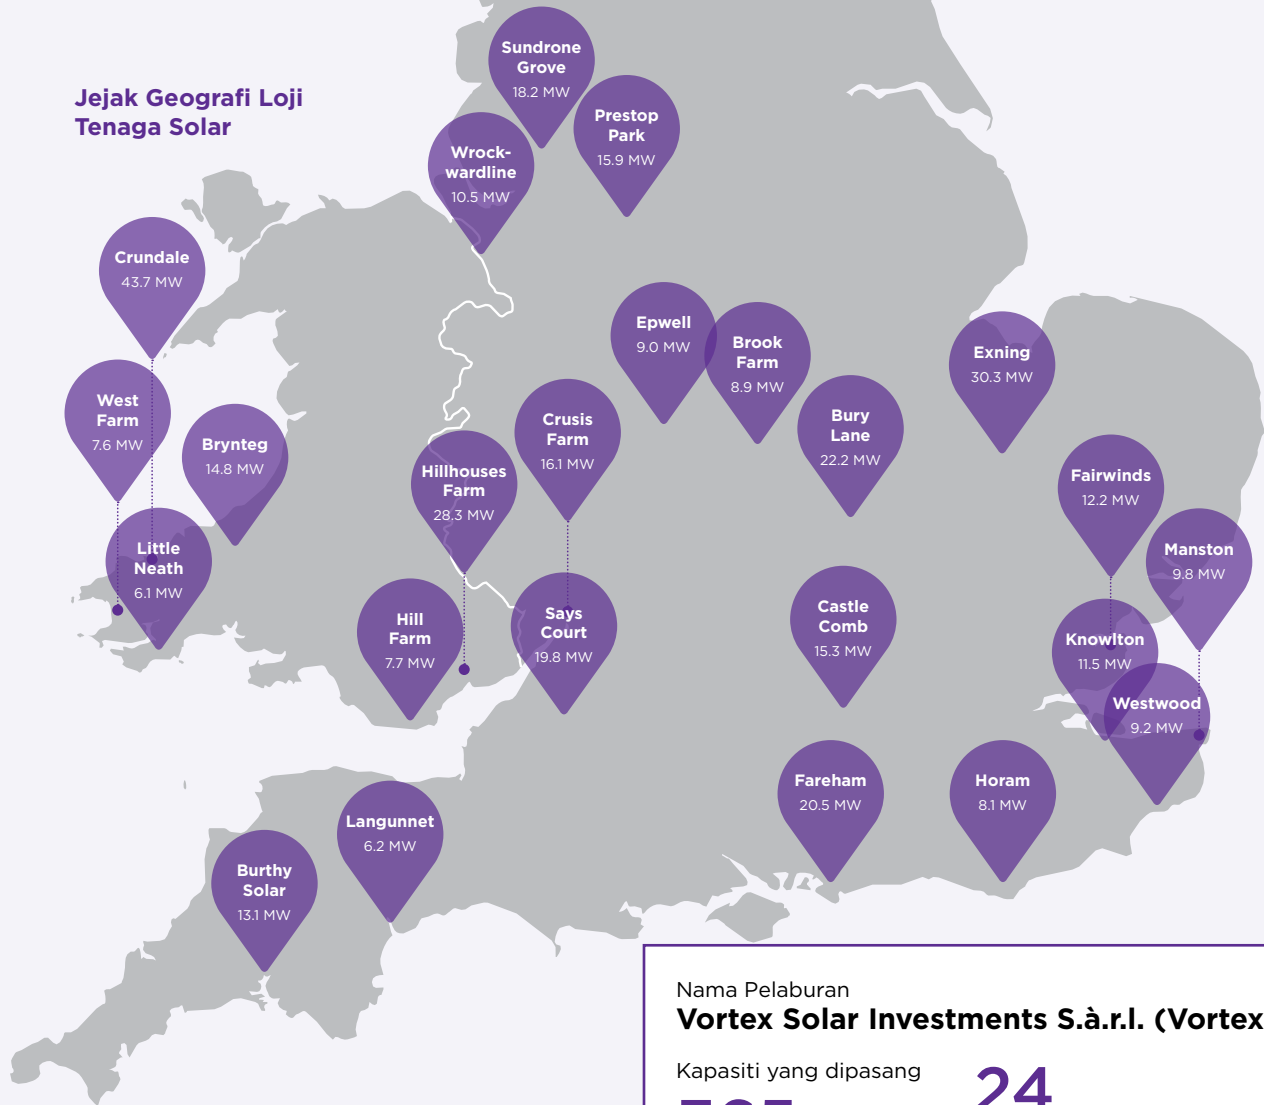 Jejak Geografi Loji
Tenaga Solar
Sundrone
Grove
18.2 MW
Prestop
Park
15.9 MW
Wrock-
wardline
10.5 MW
Crundale
43.7 MW
West
Farm
7.6 MW
Brynteg
14.8 MW
Little
Neath
6.1 MW
Epwell
9.0 MW
Brook
Farm
8.9 MW
Exning
30.3 MW
Bury
Lane
22.2 MW
Crusis
Farm
16.1 MW
Hillhouses
Farm
28.3 MW
Fairwinds
12.2 MW
Manston
9.8 MW
Hill
Farm
7.7 MW
Says
Court
19.8 MW
Castle
Comb
15.3 MW
Knowlton
11.5 MW
Westwood
9.2 MW
Fareham
20.5 MW
Horam
8.1 MW
Langunnet
6.2 MW
Burthy
Solar
13.1 MW
Nama Pelaburan
Vortex Solar Investments S.à.r.l. (Vortex
Kapasiti yang dipasang
24